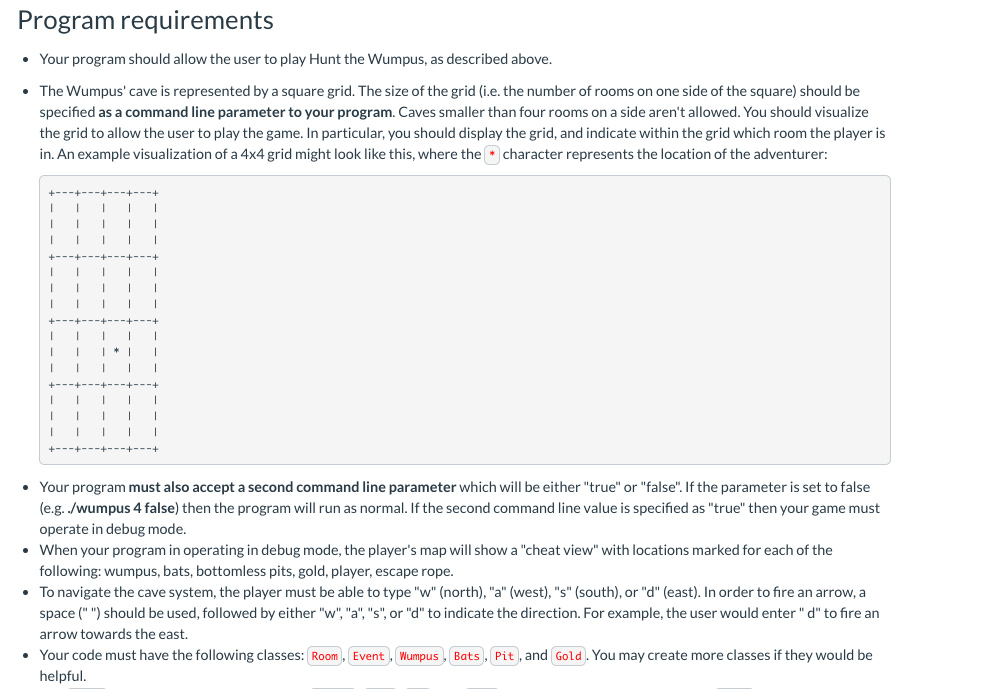 Program requirements
• Your program should allow the user to play Hunt the Wumpus, as described above.
• The Wumpus' cave is represented by a square grid. The size of the grid (i.e. the number of rooms on one side of the square) should be
specified as a command line parameter to your program. Caves smaller than four rooms on a side aren't allowed. You should visualize
the grid to allow the user to play the game. In particular, you should display the grid, and indicate within the grid which room the player is
in. An example visualization of a 4x4 grid might look like this, where the * character represents the location of the adventurer:
+---+---+---+---+
|   |   |   |   |
|   |   |   |   |
|   |   |   |   |
+---+---+---+---+
|   |   |   |   |
|   |   |   |   |
|   |   |   |   |
+---+---+---+---+
|   |   |   |   |
|   |   | * |   |
|   |   |   |   |
+---+---+---+---+
|   |   |   |   |
|   |   |   |   |
|   |   |   |   |
+---+---+---+---+
• Your program must also accept a second command line parameter which will be either "true" or "false". If the parameter is set to false
(e.g. ./wumpus 4 false) then the program will run as normal. If the second command line value is specified as "true" then your game must
operate in debug mode.
• When your program in operating in debug mode, the player's map will show a "cheat view" with locations marked for each of the
following: wumpus, bats, bottomless pits, gold, player, escape rope.
• To navigate the cave system, the player must be able to type "w" (north), "a" (west), "s" (south), or "d" (east). In order to fire an arrow, a
space (" ") should be used, followed by either "w", "a", "s", or "d" to indicate the direction. For example, the user would enter " d" to fire an
arrow towards the east.
• Your code must have the following classes: Room, Event, Wumpus, Bats, Pit, and Gold. You may create more classes if they would be
helpful.